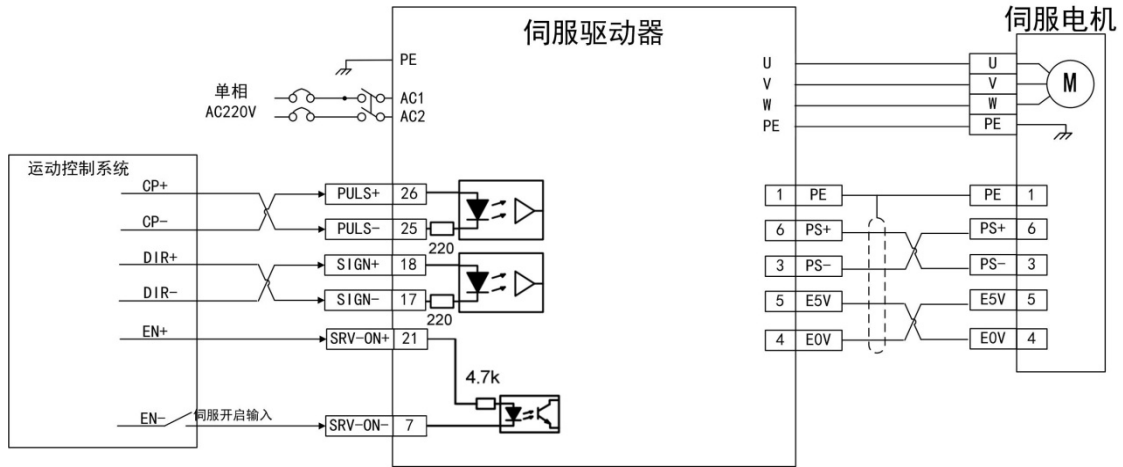 伺服驱动器
伺服电机
PE
单相
AC220V
AC1
AC2
U
V
W
PE
U
V
W
PE
M
运动控制系统
CP+
PULS+ 26
CP-
PULS- 25
220
DIR+
SIGN+ 18
DIR-
SIGN- 17
220
EN+
SRV-ON+ 21
4.7k
EN-
伺服开启输入
SRV-ON- 7
1 PE
PE 1
6 PS+
PS+ 6
3 PS-
PS- 3
5 E5V
E5V 5
4 E0V
E0V 4